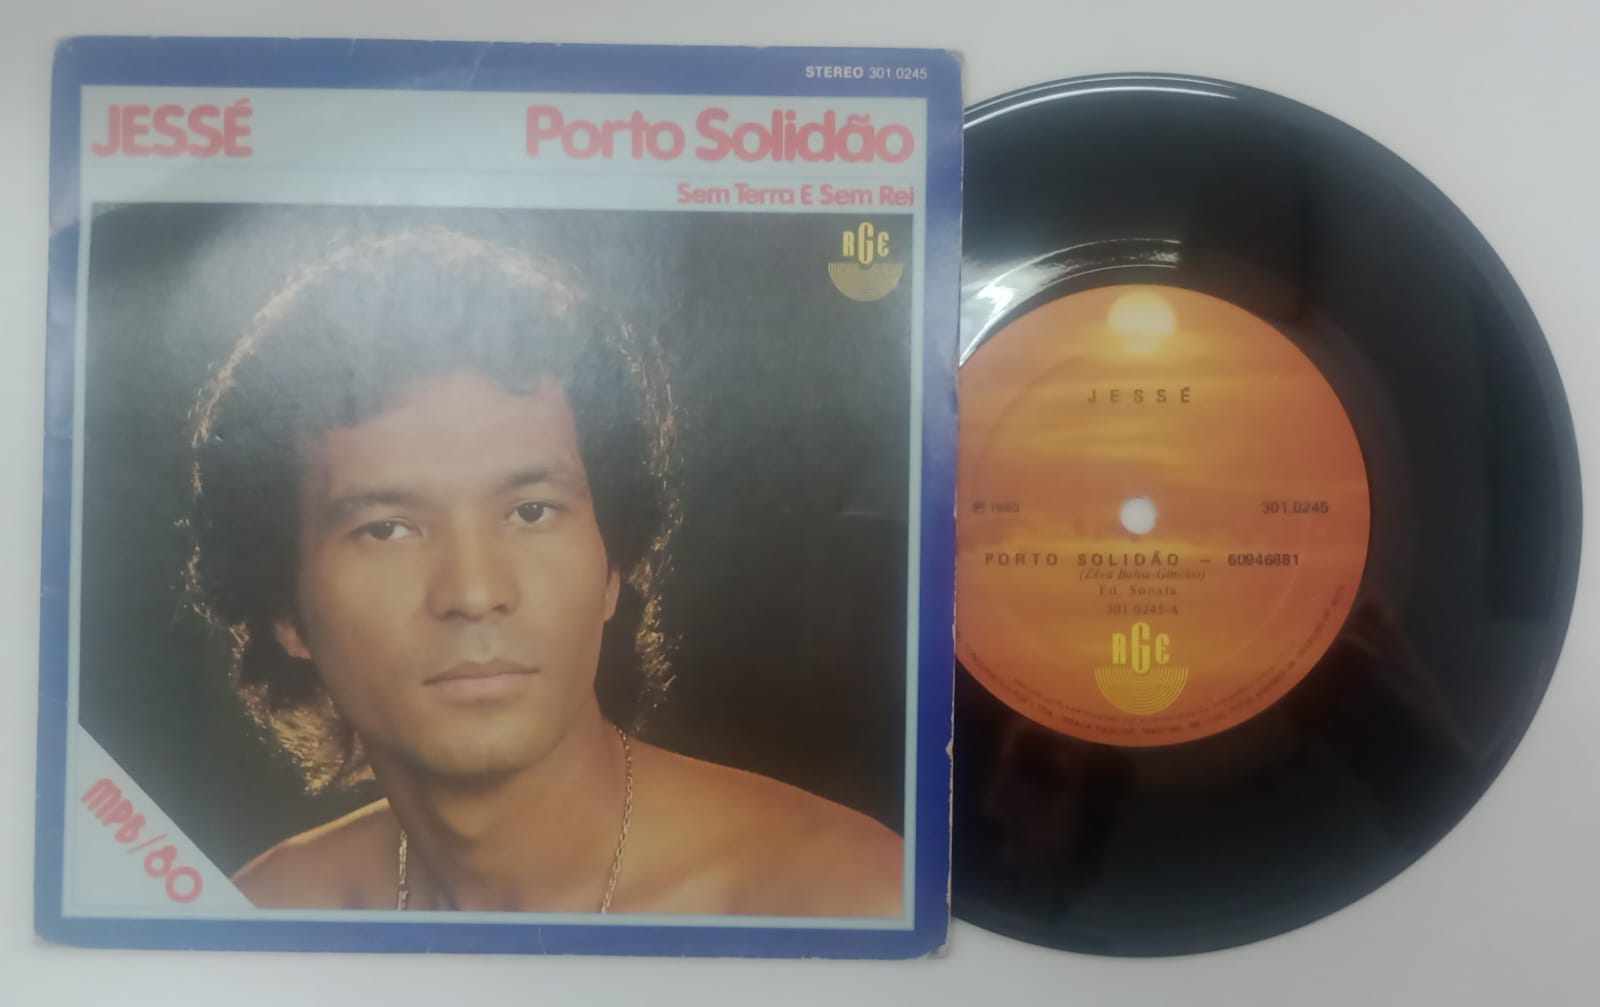 STEREO 301.0245
JESSÉ
Porto Solidão
Sem Terra E Sem Rei
RGE
MPB/80
JESSÉ
℗ 1980
301.0245
PORTO SOLIDÃO — 60946881
Ed. Sonata
301.0245-A
RGE